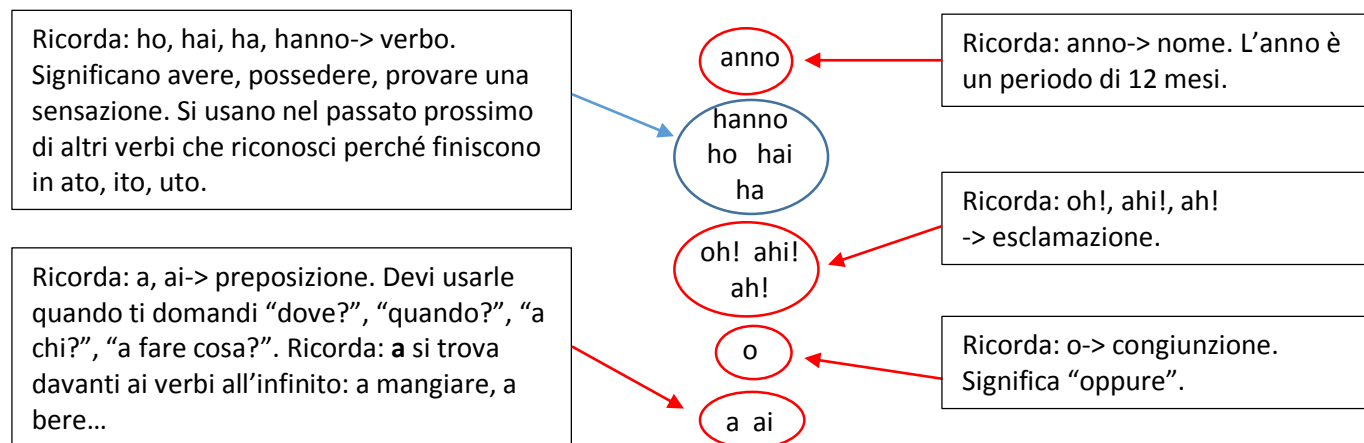 Ricorda: ho, hai, ha, hanno-> verbo.
Significano avere, possedere, provare una
sensazione. Si usano nel passato prossimo
di altri verbi che riconosci perché finiscono
in ato, ito, uto.
anno
Ricorda: anno-> nome. L’anno è
un periodo di 12 mesi.
hanno
ho hai
ha
Ricorda: oh!, ahi!, ah!
-> esclamazione.
oh! ahi!
ah!
Ricorda: a, ai-> preposizione. Devi usarle
quando ti domandi “dove?”, “quando?”, “a
chi?”, “a fare cosa?”. Ricorda: a si trova
davanti ai verbi all’infinito: a mangiare, a
bere…
o
Ricorda: o-> congiunzione.
Significa “oppure”.
a ai